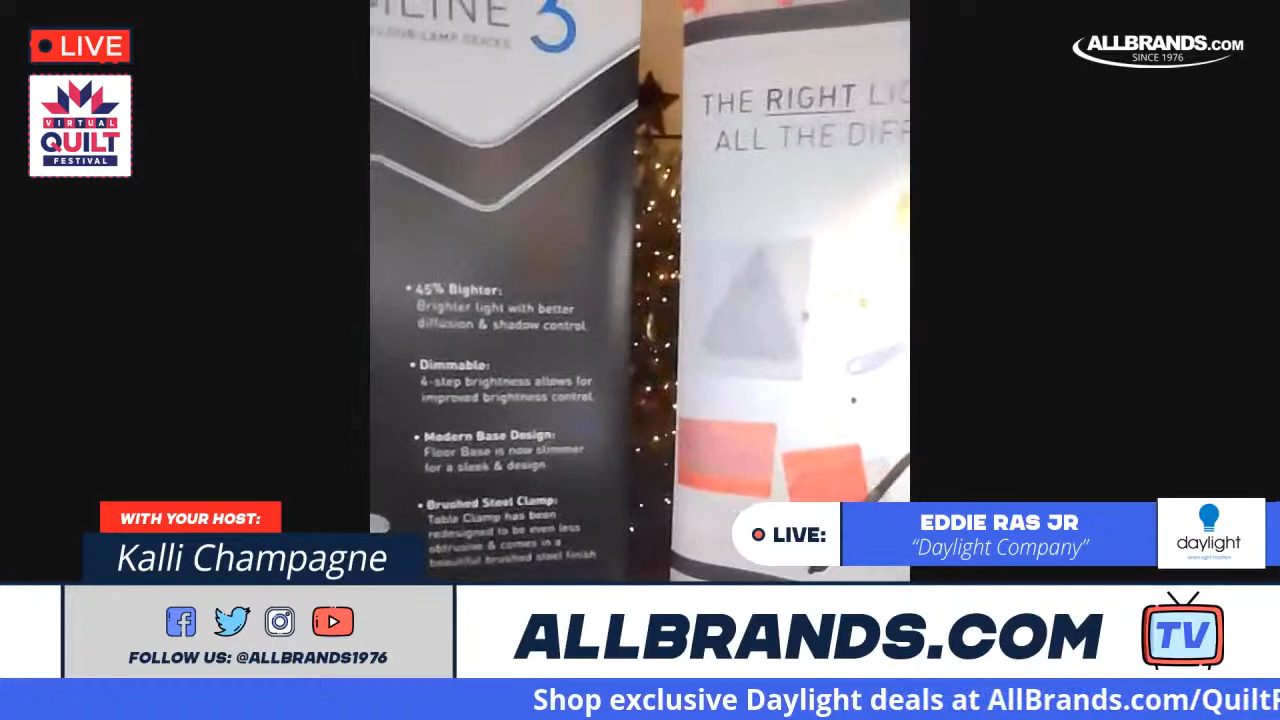 LIVE
VIRTUAL
QUILT
FESTIVAL
ALLBRANDS.COM
SINCE 1976
LINE 3
FLOOR LAMP SERIES
THE RIGHT LIG
ALL THE DIFF
• 45% Bighter:
Brighter light with better
diffusion & shadow control.
• Dimmable:
4-step brightness allows for
improved brightness control.
• Modern Base Design:
Floor Base is now slimmer
for a sleek & design
• Brushed Steel Clamp:
Table Clamp has been
redesigned to be even less
obtrusive & comes in a
beautiful brushed steel finish
WITH YOUR HOST:
Kalli Champagne
LIVE:
EDDIE RAS JR
“Daylight Company”
daylight
FOLLOW US: @ALLBRANDS1976
ALLBRANDS.COM
TV
Shop exclusive Daylight deals at AllBrands.com/QuiltF